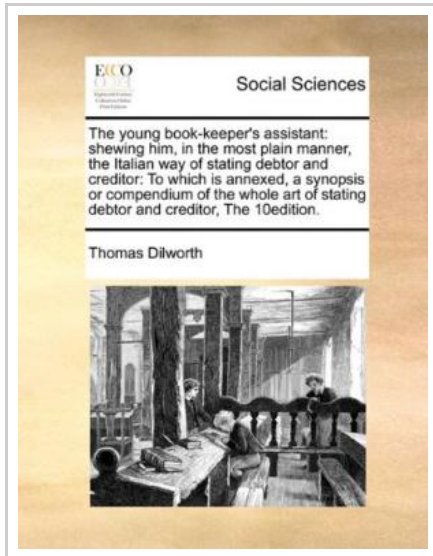 ECCO
Social Sciences
The young book-keeper's assistant:
shewing him, in the most plain manner,
the Italian way of stating debtor and
creditor: To which is annexed, a synopsis
or compendium of the whole art of stating
debtor and creditor, The 10edition.
Thomas Dilworth